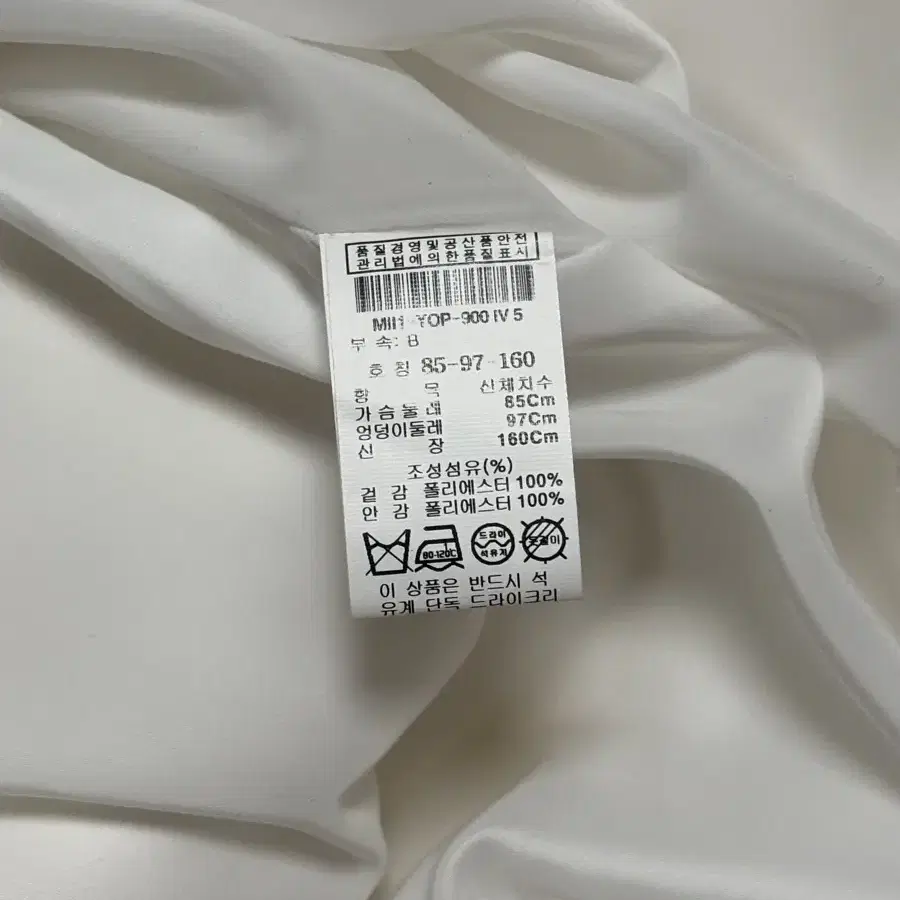 품질경영및공산품안전
관리법에의한품질표시
MII1-YOP-900 IV 5
부 속: B
호 칭 85-97-160
항 목 신체치수
가슴둘레 85Cm
엉덩이둘레 97Cm
신 장 160Cm
조성섬유(%)
겉 감 폴리에스터 100%
안 감 폴리에스터 100%
80-120℃
드라이
석유계
이 상품은 반드시 석
유계 단독 드라이크리